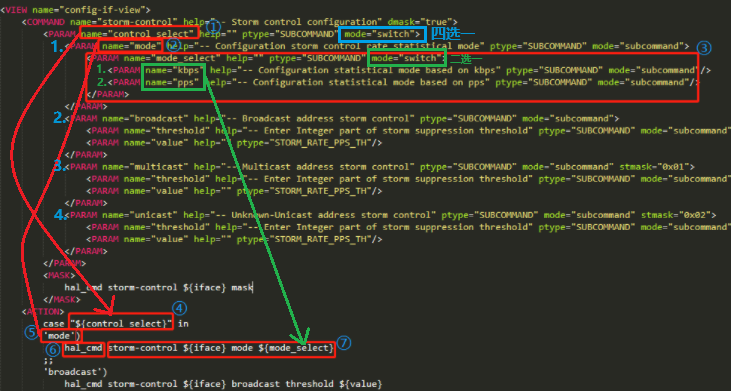 <VIEW name="config-if-view">
<COMMAND name="storm-control" help="-- Storm control configuration" dmask="true">
<PARAM name="control_select" help="" ptype="SUBCOMMAND" mode="switch"> ① 四选一
1. <PARAM name="mode" ② help="-- Configuration storm control rate statistical mode" ptype="SUBCOMMAND" mode="subcommand"> ③
<PARAM name="mode_select" help="" ptype="SUBCOMMAND" mode="switch"> 二选一
1. <PARAM name="kbps" help="-- Configuration statistical mode based on kbps" ptype="SUBCOMMAND" mode="subcommand"/>
2. <PARAM name="pps" help="-- Configuration statistical mode based on pps" ptype="SUBCOMMAND" mode="subcommand"/>
</PARAM>
</PARAM>
2. <PARAM name="broadcast" help="-- Broadcast address storm control" ptype="SUBCOMMAND" mode="subcommand">
<PARAM name="threshold" help="-- Enter Integer part of storm suppression threshold" ptype="SUBCOMMAND" mode="subcommand"
<PARAM name="value" help="" ptype="STORM_RATE_PPS_TH"/>
</PARAM>
3. <PARAM name="multicast" help="-- Multicast address storm control" ptype="SUBCOMMAND" mode="subcommand" stmask="0x01">
<PARAM name="threshold" help="-- Enter Integer part of storm suppression threshold" ptype="SUBCOMMAND" mode="subcommand"
<PARAM name="value" help="" ptype="STORM_RATE_PPS_TH"/>
</PARAM>
4. <PARAM name="unicast" help="-- Unknown-Unicast address storm control" ptype="SUBCOMMAND" mode="subcommand" stmask="0x02">
<PARAM name="threshold" help="-- Enter Integer part of storm suppression threshold" ptype="SUBCOMMAND" mode="subcommand"
<PARAM name="value" help="" ptype="STORM_RATE_PPS_TH"/>
</PARAM>
</PARAM>
<MASK>
hal_cmd storm-control ${iface} mask
</MASK>
<ACTION>
case "${control_select}" in ④
⑤ 'mode')
⑥ hal_cmd storm-control ${iface} mode ${mode_select} ⑦
;;
'broadcast')
hal_cmd storm-control ${iface} broadcast threshold ${value}